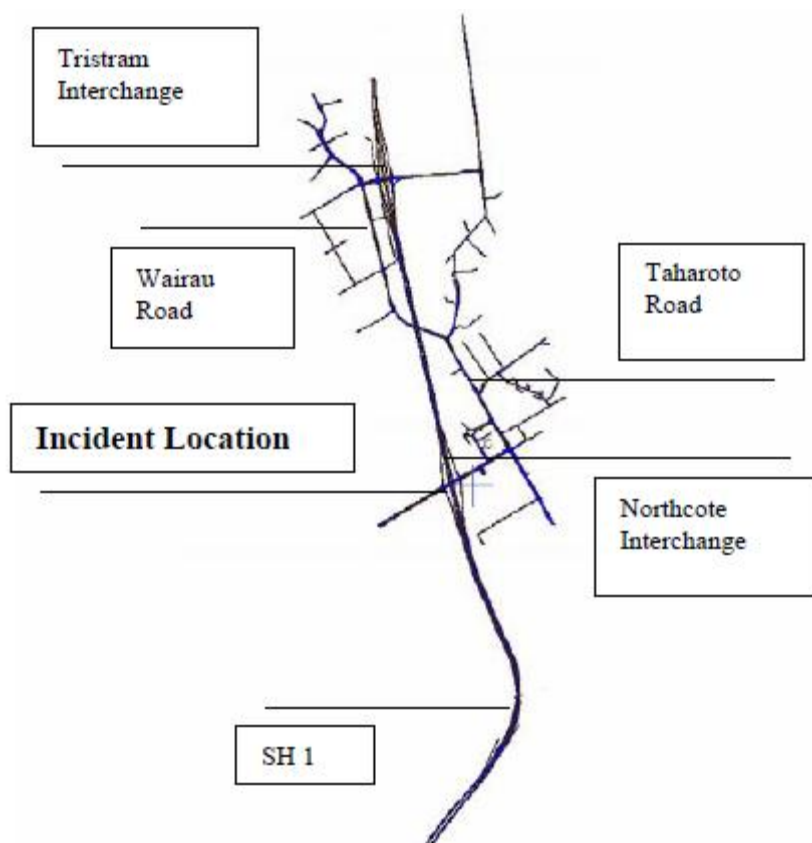 Tristram
Interchange
Wairau
Road
Taharoto
Road
Incident Location
Northcote
Interchange
SH 1